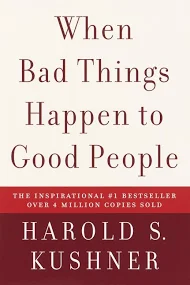 When
Bad Things
Happen to
Good People
THE INSPIRATIONAL #1 BESTSELLER
OVER 4 MILLION COPIES SOLD
HAROLD S.
KUSHNER